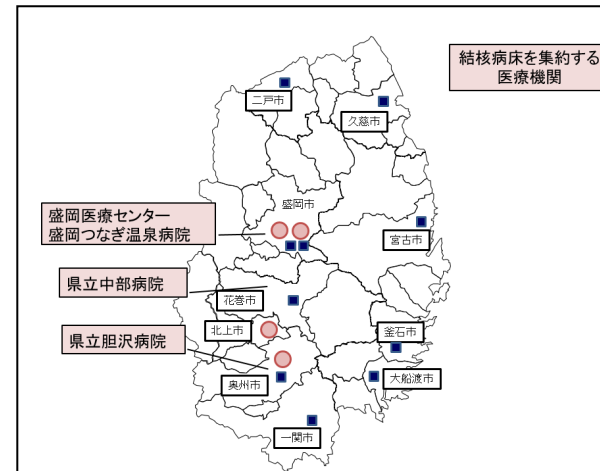 結核病床を集約する
医療機関
二戸市
久慈市
盛岡市
盛岡医療センター
盛岡つなぎ温泉病院
宮古市
県立中部病院
花巻市
北上市
釜石市
県立胆沢病院
奥州市
大船渡市
一関市